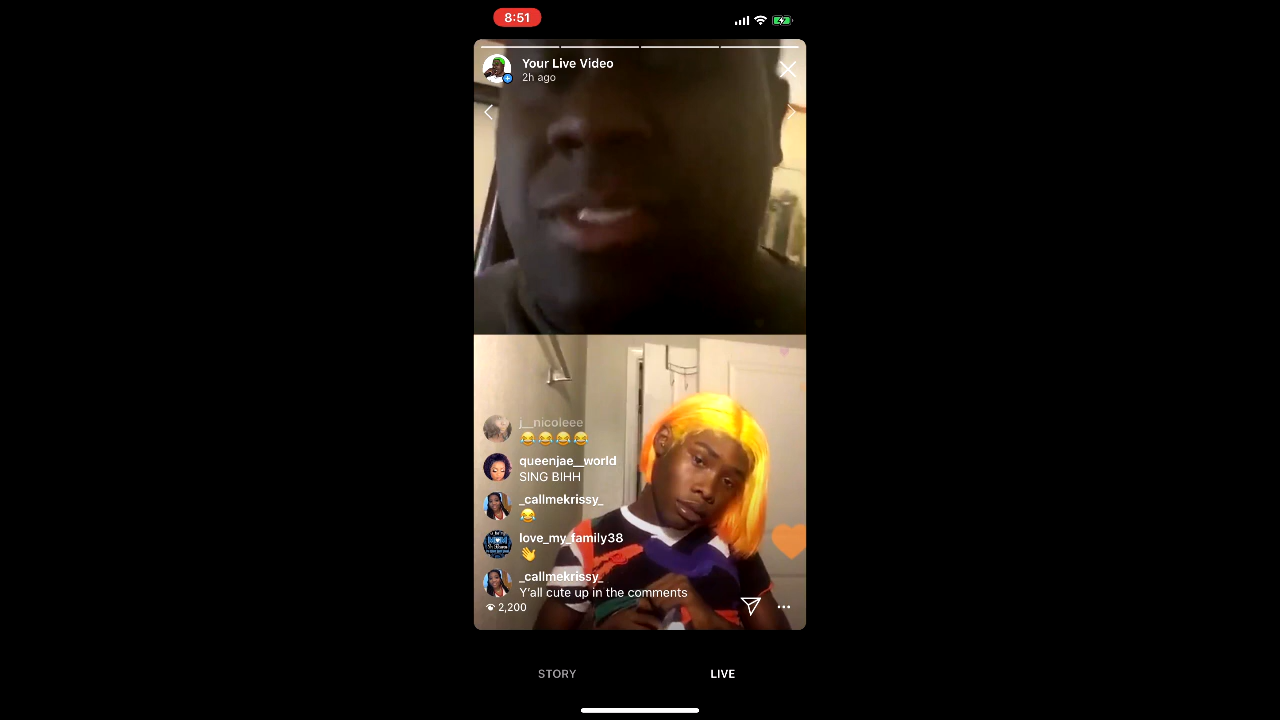 8:51
Your Live Video
2h ago
j__nicoleee
😂😂😂😂
queenjae__world
SING BIHH
_callmekrissy_
😂
love_my_family38
👋
_callmekrissy_
Y'all cute up in the comments
2,200
STORY
LIVE